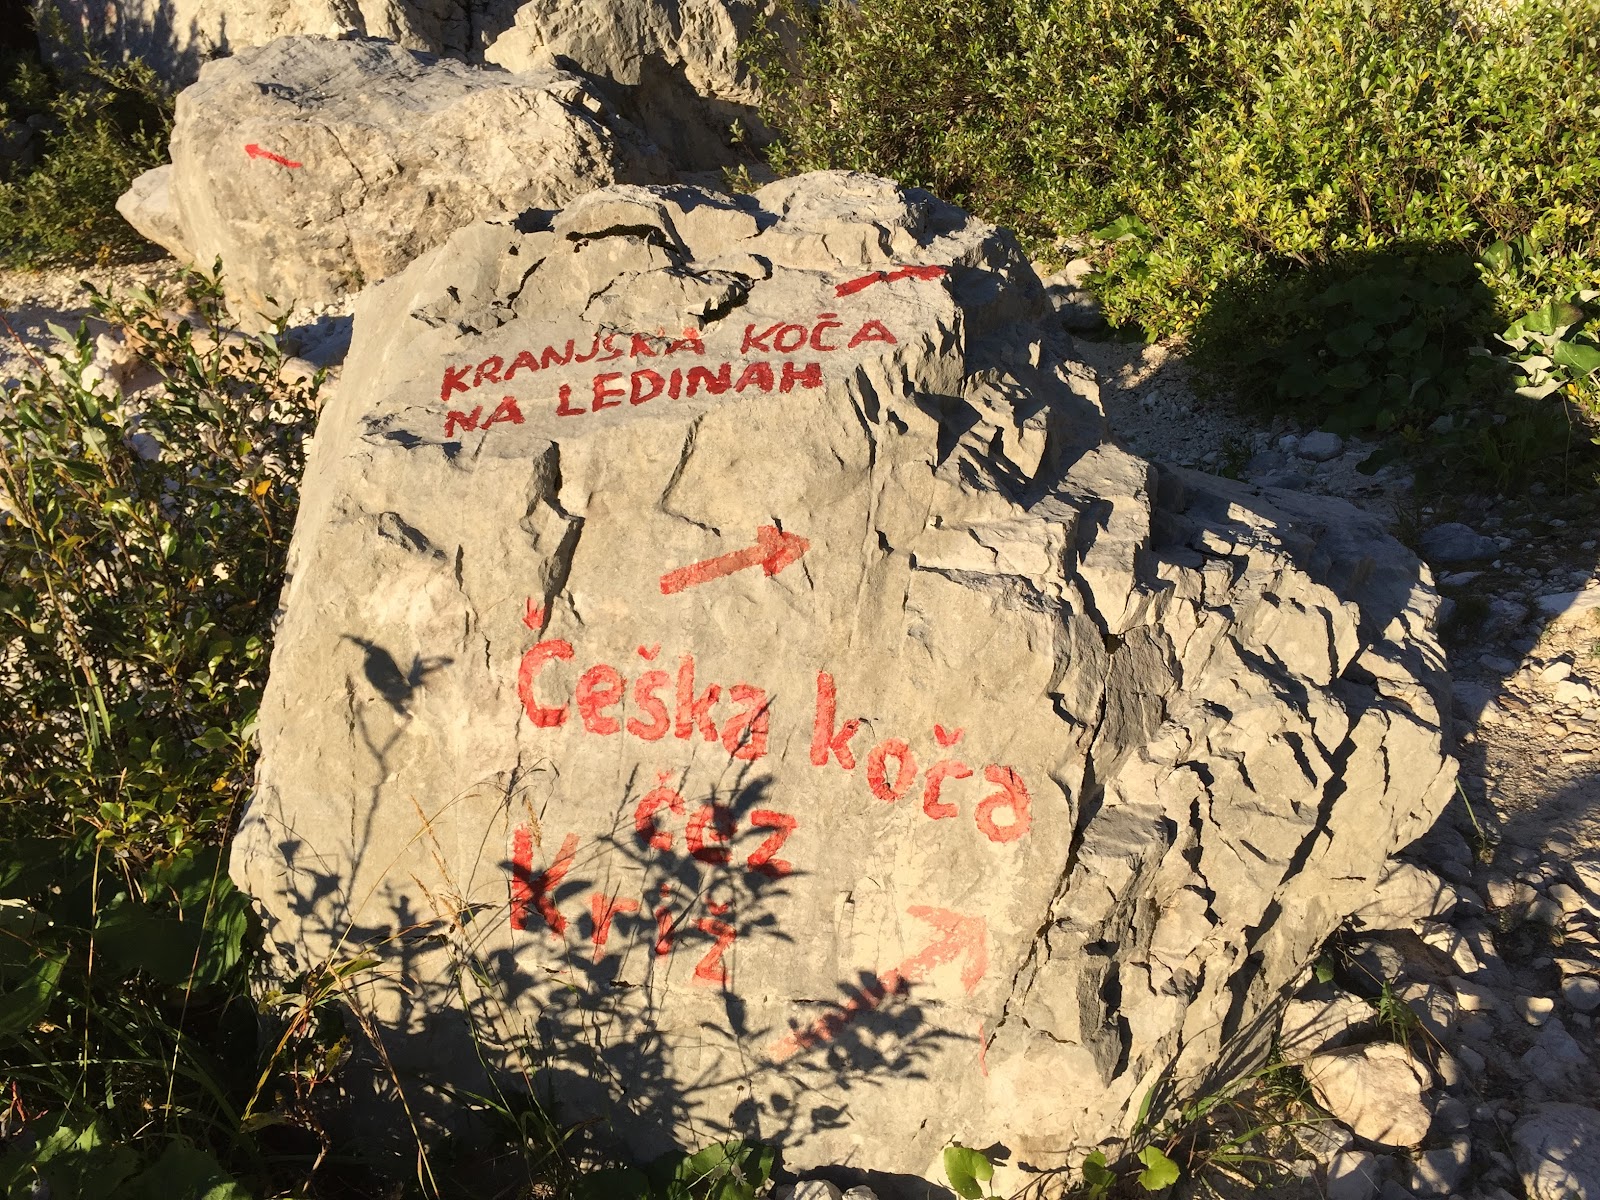 KRANJSKA KOČA
NA LEDINAH
Češka koča
čez
Križ